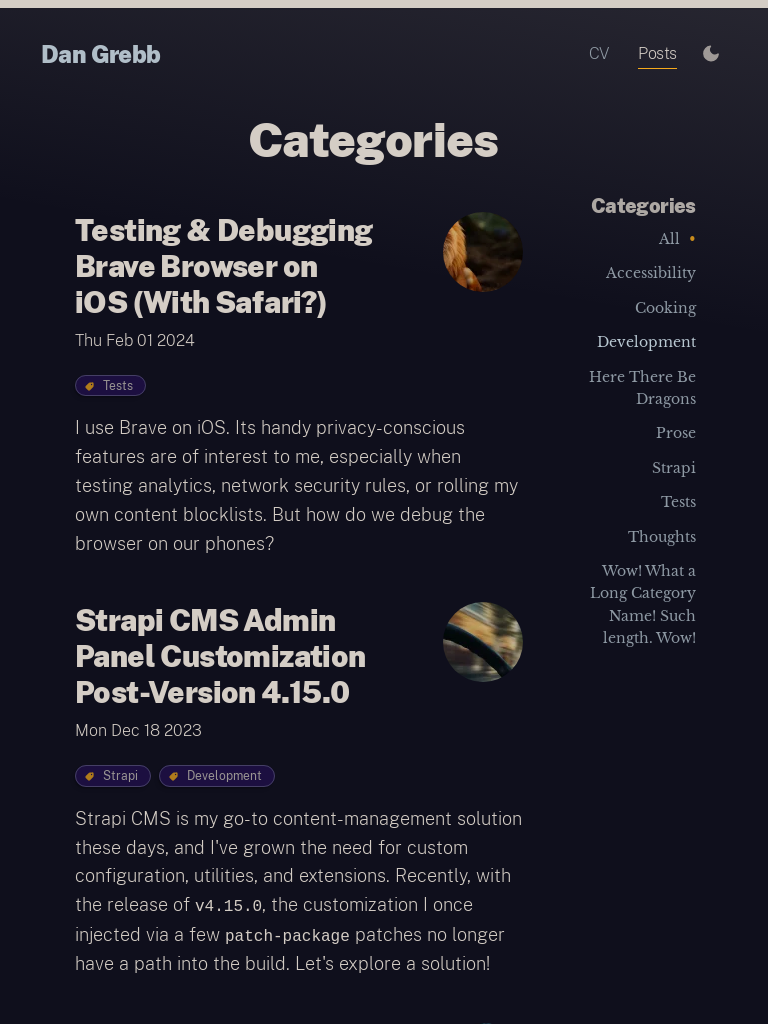 Dan Grebb
CV
Posts
Categories
Testing & Debugging
Brave Browser on
iOS (With Safari?)
Thu Feb 01 2024
Tests
I use Brave on iOS. Its handy privacy-conscious
features are of interest to me, especially when
testing analytics, network security rules, or rolling my
own content blocklists. But how do we debug the
browser on our phones?
Strapi CMS Admin
Panel Customization
Post-Version 4.15.0
Mon Dec 18 2023
Strapi
Development
Strapi CMS is my go-to content-management solution
these days, and I've grown the need for custom
configuration, utilities, and extensions. Recently, with
the release of v4.15.0, the customization I once
injected via a few patch-package patches no longer
have a path into the build. Let's explore a solution!
Categories
All •
Accessibility
Cooking
Development
Here There Be
Dragons
Prose
Strapi
Tests
Thoughts
Wow! What a
Long Category
Name! Such
length. Wow!